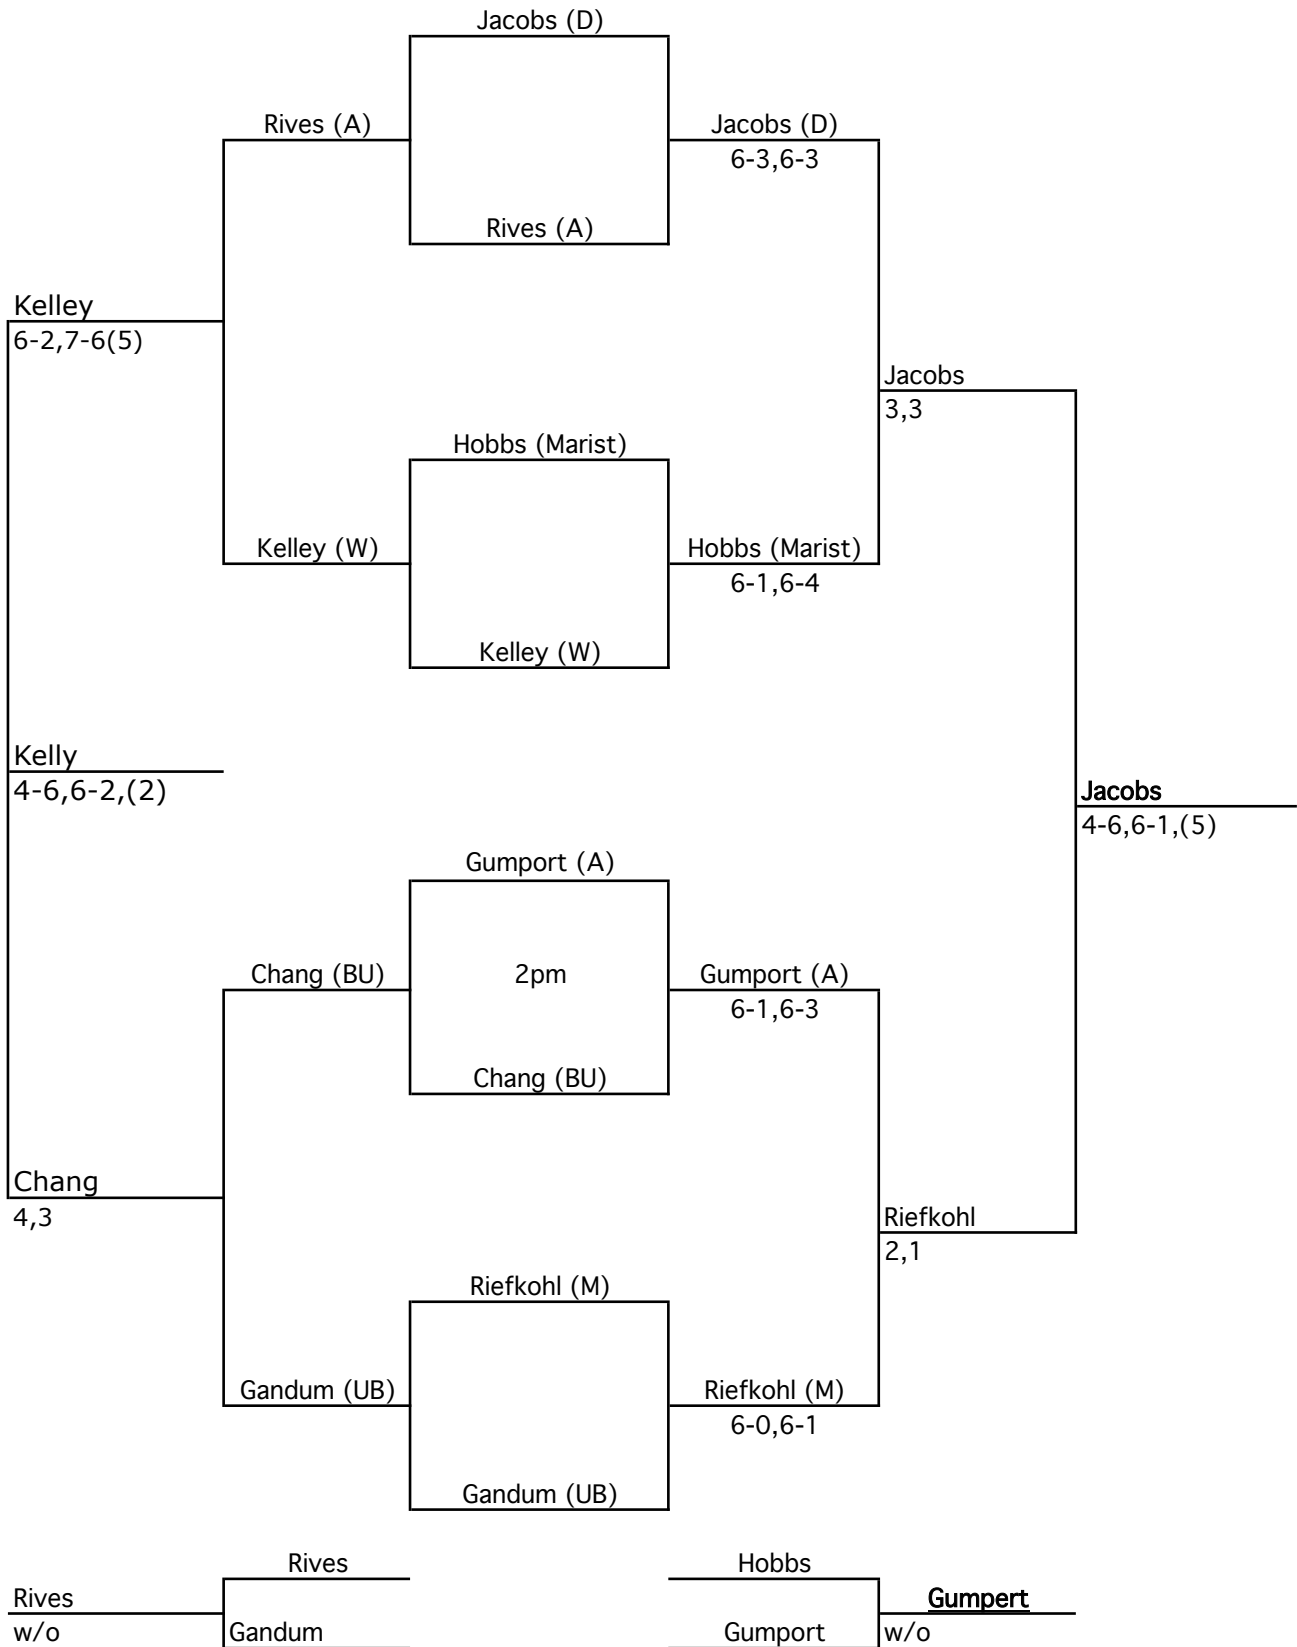 Jacobs (D)
Rives (A)
Jacobs (D)
6-3,6-3
Rives (A)
Kelley
6-2,7-6(5)
Jacobs
3,3
Hobbs (Marist)
Kelley (W)
Hobbs (Marist)
6-1,6-4
Kelley (W)
Kelly
4-6,6-2,(2)
Jacobs
4-6,6-1,(5)
Gumport (A)
Chang (BU)
2pm
Gumport (A)
6-1,6-3
Chang (BU)
Chang
4,3
Riefkohl
2,1
Riefkohl (M)
Gandum (UB)
Riefkohl (M)
6-0,6-1
Gandum (UB)
Rives
Hobbs
Rives
Gumpert
w/o
Gandum
Gumport
w/o